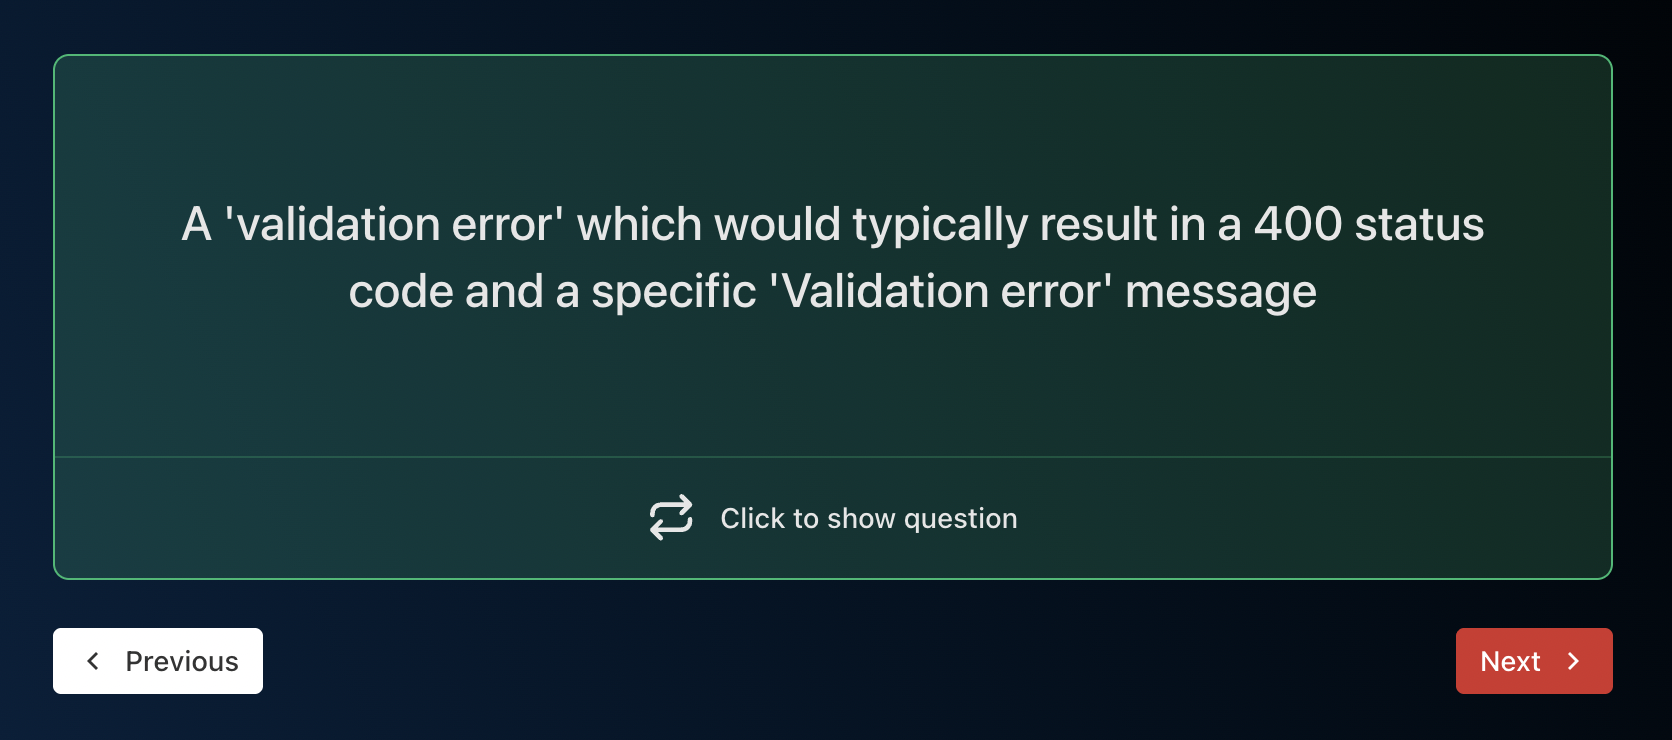 A 'validation error' which would typically result in a 400 status
code and a specific 'Validation error' message
Click to show question
Previous
Next